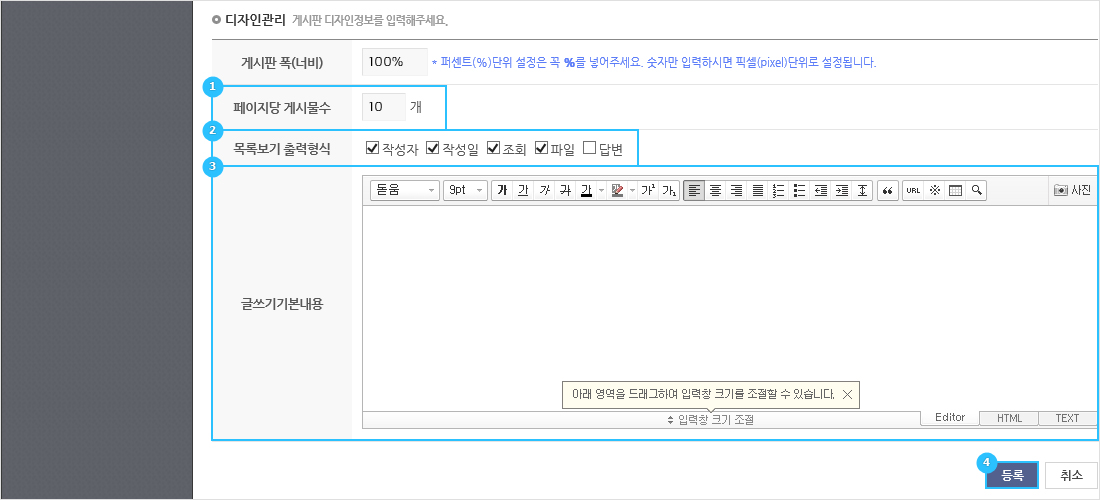 디자인관리 게시판 디자인정보를 입력해주세요.
게시판 폭(너비) 100% * 퍼센트(%)단위 설정은 꼭 %를 넣어주세요. 숫자만 입력하시면 픽셀(pixel)단위로 설정됩니다.
1
페이지당 게시물수 10 개
2
목록보기 출력형식 작성자 작성일 조회 파일 답변
3
돋움 9pt 가 가 가 가 가 가 가² 가₂ URL ※ 사진
글쓰기기본내용
아래 영역을 드래그하여 입력창 크기를 조절할 수 있습니다.
입력창 크기 조절 Editor HTML TEXT
4
등록 취소